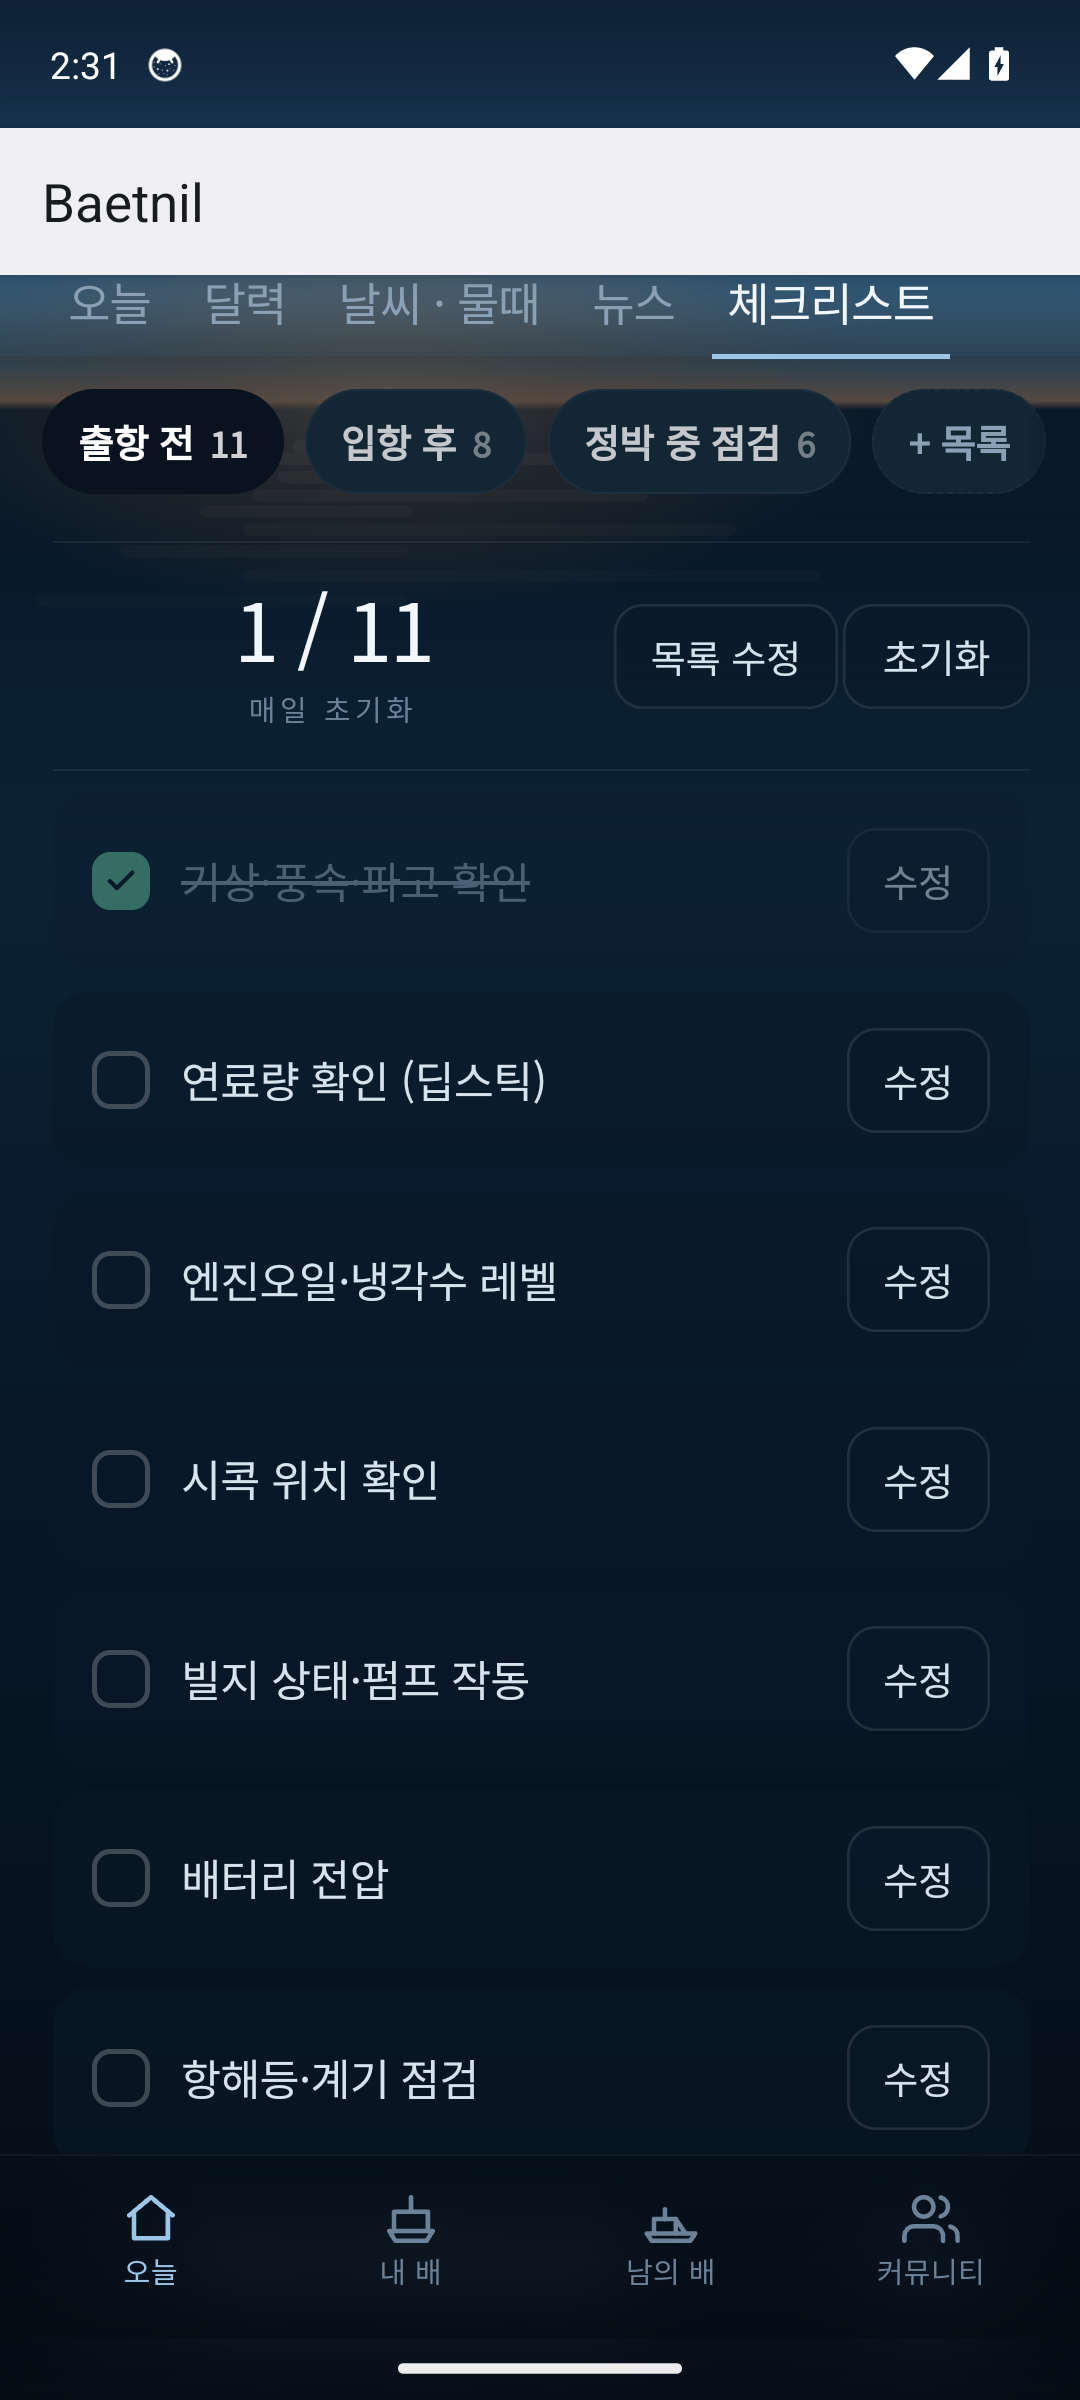 2:31
Baetnil
오늘 달력 날씨 · 물때 뉴스 체크리스트
출항 전 11 입항 후 8 정박 중 점검 6 + 목록
1 / 11
매일 초기화
목록 수정 초기화
기상·풍속·파고 확인 수정
연료량 확인 (딥스틱) 수정
엔진오일·냉각수 레벨 수정
시콕 위치 확인 수정
빌지 상태·펌프 작동 수정
배터리 전압 수정
항해등·계기 점검 수정
오늘 내 배 남의 배 커뮤니티